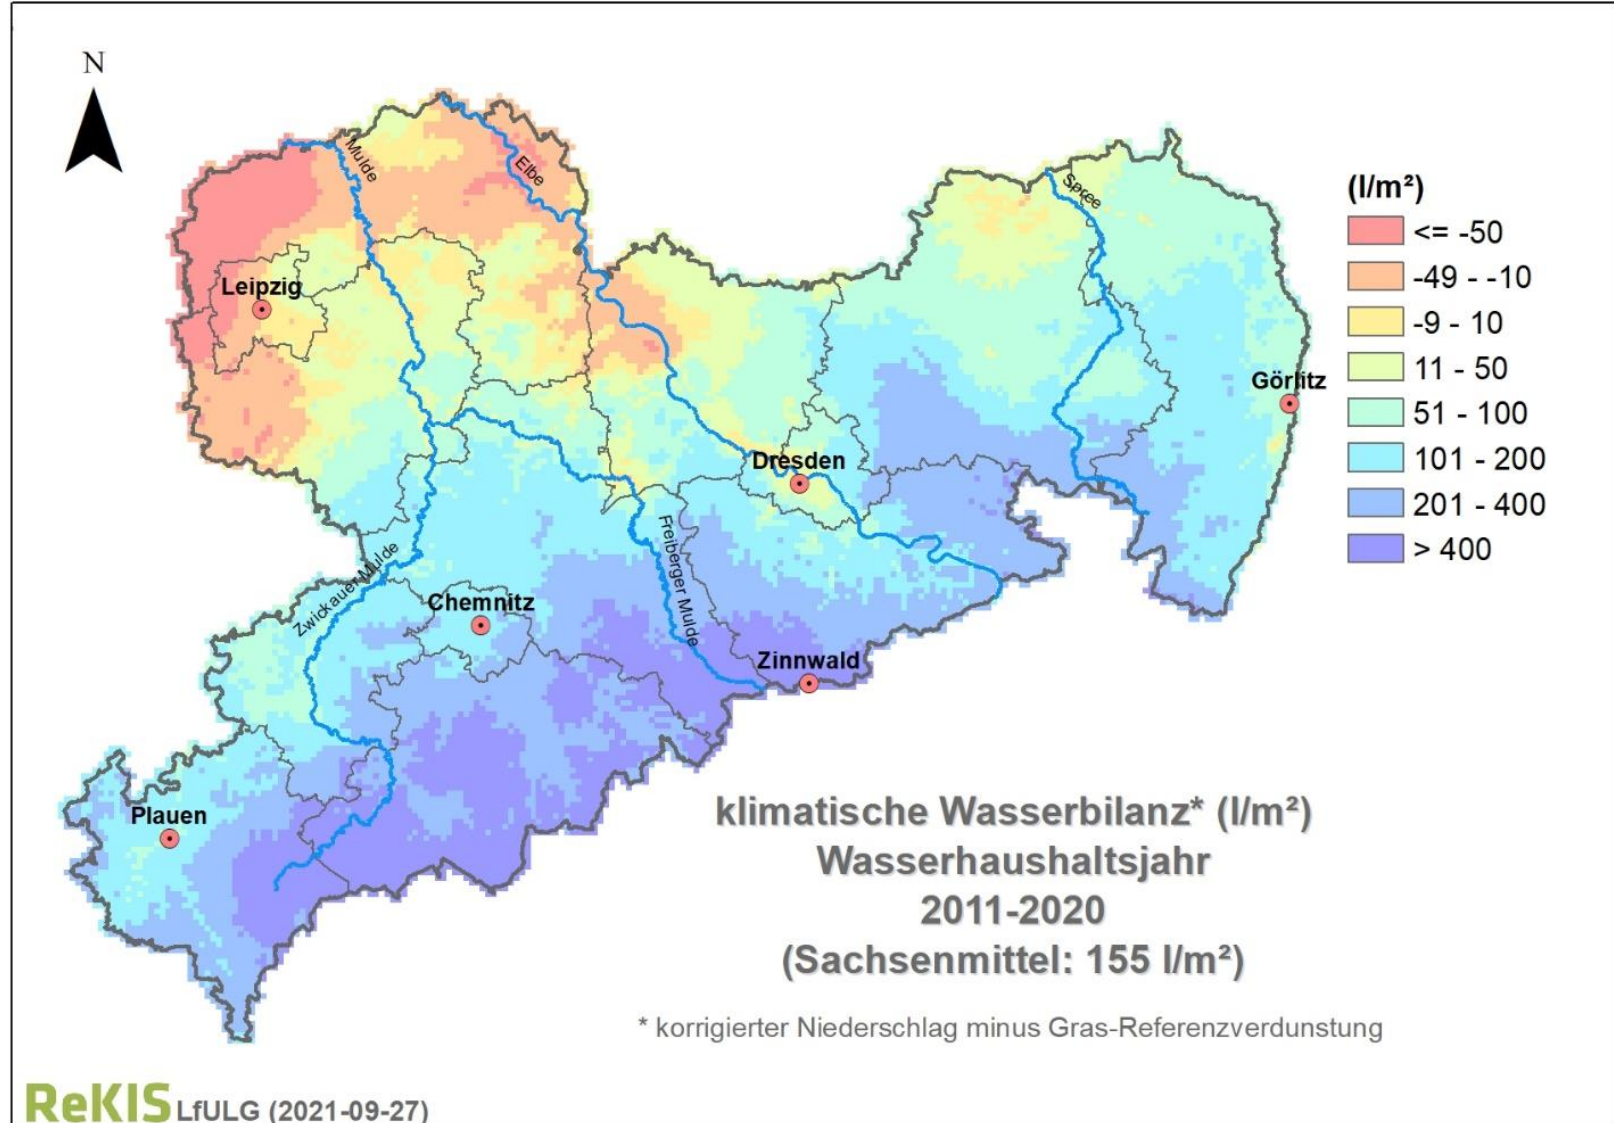 N
Mulde
Elbe
Spree
Leipzig
Görlitz
Dresden
Freiberger Mulde
Zwickauer Mulde
Chemnitz
Zinnwald
Plauen
(l/m²)
<= -50
-49 - -10
-9 - 10
11 - 50
51 - 100
101 - 200
201 - 400
> 400
klimatische Wasserbilanz* (l/m²)
Wasserhaushaltsjahr
2011-2020
(Sachsenmittel: 155 l/m²)
* korrigierter Niederschlag minus Gras-Referenzverdunstung
ReKIS LfULG (2021-09-27)